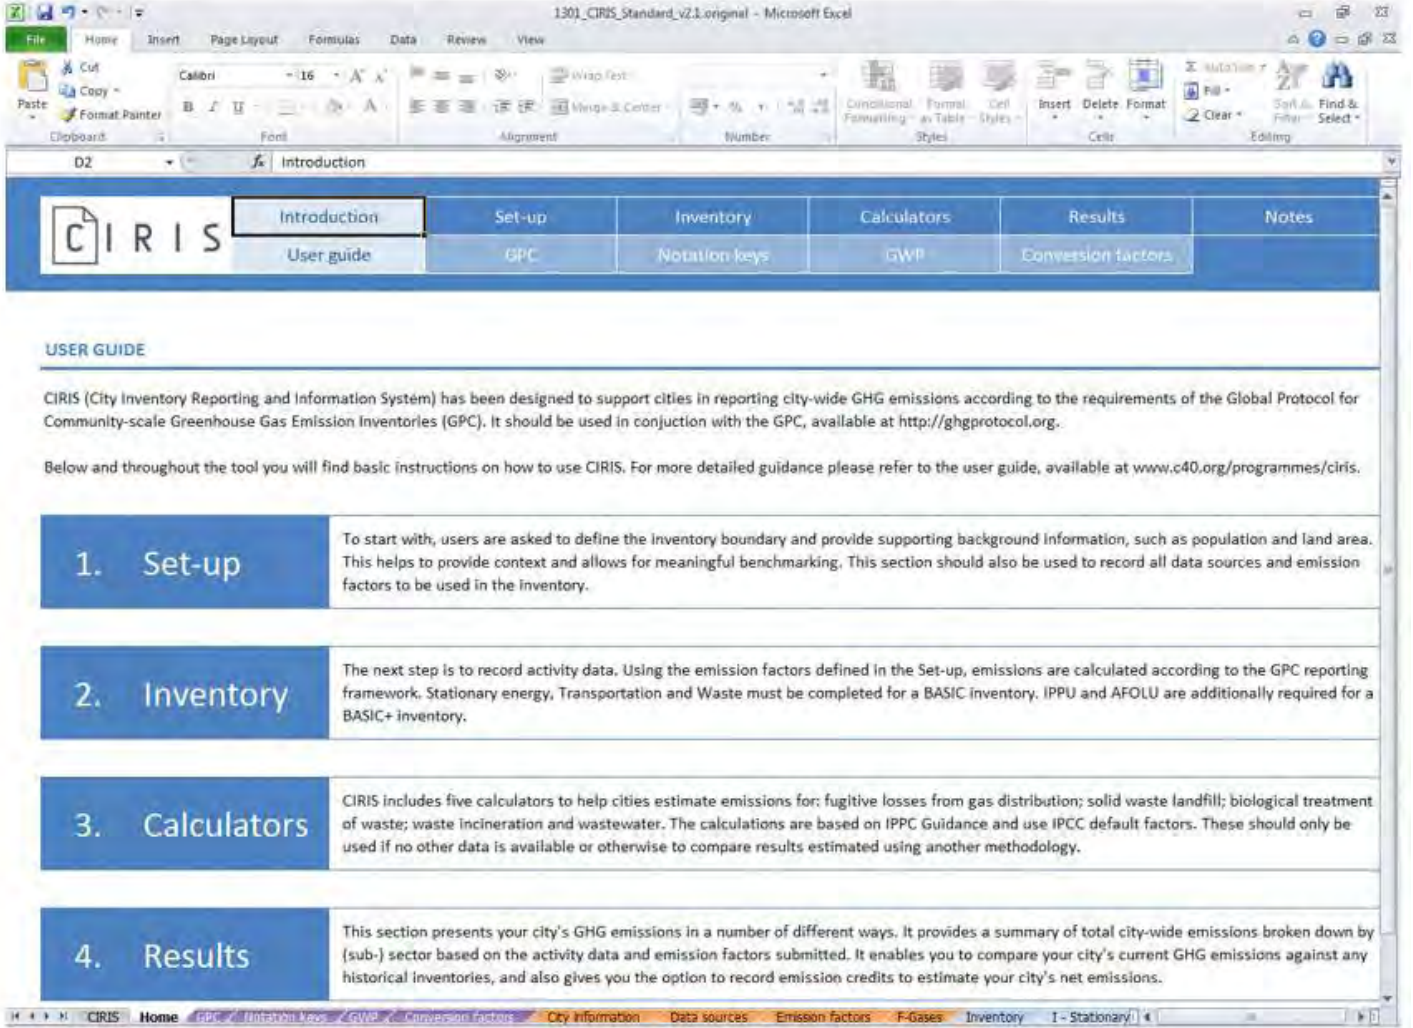 1301_CIRIS_Standard_v2.1.original - Microsoft Excel
File Home Insert Page Layout Formulas Data Review View
Cut
Copy
Format Painter
Paste
Clipboard
Calibri 16
B I U
Font
Wrap Text
Merge & Center
Alignment
Number
Conditional Formatting
Format as Table
Cell Styles
Styles
Insert Delete Format
Cells
AutoSum
Fill
Clear
Sort & Filter
Find & Select
Editing
D2 fx Introduction
CIRIS
Introduction Set-up Inventory Calculators Results Notes
User guide GPC Notation keys GWP Conversion factors
USER GUIDE
CIRIS (City Inventory Reporting and Information System) has been designed to support cities in reporting city-wide GHG emissions according to the requirements of the Global Protocol for
Community-scale Greenhouse Gas Emission Inventories (GPC). It should be used in conjuction with the GPC, available at http://ghgprotocol.org.
Below and throughout the tool you will find basic instructions on how to use CIRIS. For more detailed guidance please refer to the user guide, available at www.c40.org/programmes/ciris.
1. Set-up
To start with, users are asked to define the inventory boundary and provide supporting background information, such as population and land area.
This helps to provide context and allows for meaningful benchmarking. This section should also be used to record all data sources and emission
factors to be used in the inventory.
2. Inventory
The next step is to record activity data. Using the emission factors defined in the Set-up, emissions are calculated according to the GPC reporting
framework. Stationary energy, Transportation and Waste must be completed for a BASIC inventory. IPPU and AFOLU are additionally required for a
BASIC+ inventory.
3. Calculators
CIRIS includes five calculators to help cities estimate emissions for: fugitive losses from gas distribution; solid waste landfill; biological treatment
of waste; waste incineration and wastewater. The calculations are based on IPPC Guidance and use IPCC default factors. These should only be
used if no other data is available or otherwise to compare results estimated using another methodology.
4. Results
This section presents your city's GHG emissions in a number of different ways. It provides a summary of total city-wide emissions broken down by
(sub-) sector based on the activity data and emission factors submitted. It enables you to compare your city's current GHG emissions against any
historical inventories, and also gives you the option to record emission credits to estimate your city's net emissions.
CIRIS Home GPC Notation keys GWP Conversion factors City information Data sources Emission factors F-Gases Inventory I - Stationary